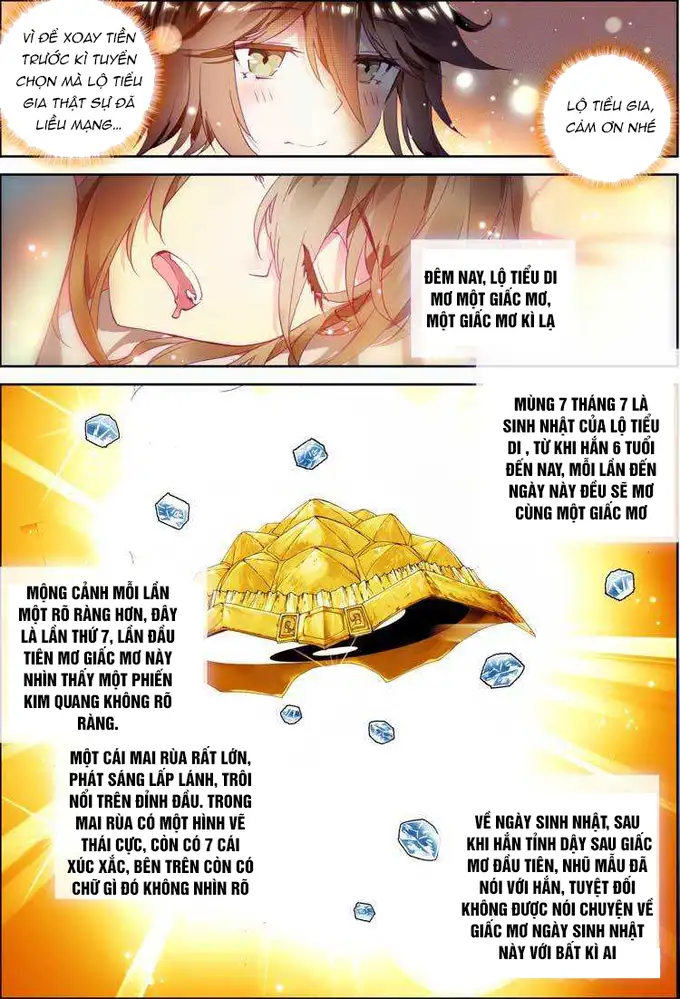 VÌ ĐỂ XOAY TIỀN
TRƯỚC KÌ TUYỂN
CHỌN MÀ LỘ TIỂU
GIA THẬT SỰ ĐÃ
LIỀU MẠNG...
LỘ TIỂU GIA,
CẢM ƠN NHÉ
ĐÊM NAY, LỘ TIỂU DI
MƠ MỘT GIẤC MƠ,
MỘT GIẤC MƠ KÌ LẠ
MÙNG 7 THÁNG 7 LÀ
SINH NHẬT CỦA LỘ TIỂU
DI , TỪ KHI HẮN 6 TUỔI
ĐẾN NAY, MỖI LẦN ĐẾN
NGÀY NÀY ĐỀU SẼ MƠ
CÙNG MỘT GIẤC MƠ
MỘNG CẢNH MỖI LẦN
MỘT RÕ RÀNG HƠN, ĐÂY
LÀ LẦN THỨ 7, LẦN ĐẦU
TIÊN MƠ GIẤC MƠ NÀY
NHÌN THẤY MỘT PHIẾN
KIM QUANG KHÔNG RÕ
RÀNG.
MỘT CÁI MAI RÙA RẤT LỚN,
PHÁT SÁNG LẤP LÁNH, TRÔI
NỔI TRÊN ĐỈNH ĐẦU. TRONG
MAI RÙA CÓ MỘT HÌNH VẼ
THÁI CỰC, CÒN CÓ 7 CÁI
XÚC XẮC, BÊN TRÊN CÒN CÓ
CHỮ GÌ ĐÓ KHÔNG NHÌN RÕ
VỀ NGÀY SINH NHẬT, SAU
KHI HẮN TỈNH DẬY SAU GIẤC
MƠ ĐẦU TIÊN, NHŨ MẪU ĐÃ
NÓI VỚI HẮN, TUYỆT ĐỐI
KHÔNG ĐƯỢC NÓI CHUYỆN VỀ
GIẤC MƠ NGÀY SINH NHẬT
NÀY VỚI BẤT KÌ AI